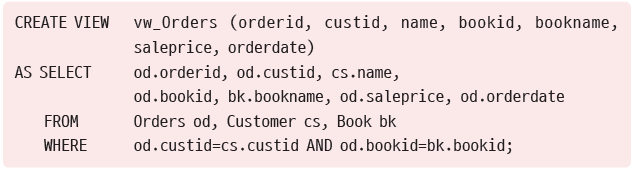 CREATE VIEW vw_Orders (orderid, custid, name, bookid, bookname,
saleprice, orderdate)
AS SELECT od.orderid, od.custid, cs.name,
od.bookid, bk.bookname, od.saleprice, od.orderdate
FROM Orders od, Customer cs, Book bk
WHERE od.custid=cs.custid AND od.bookid=bk.bookid;